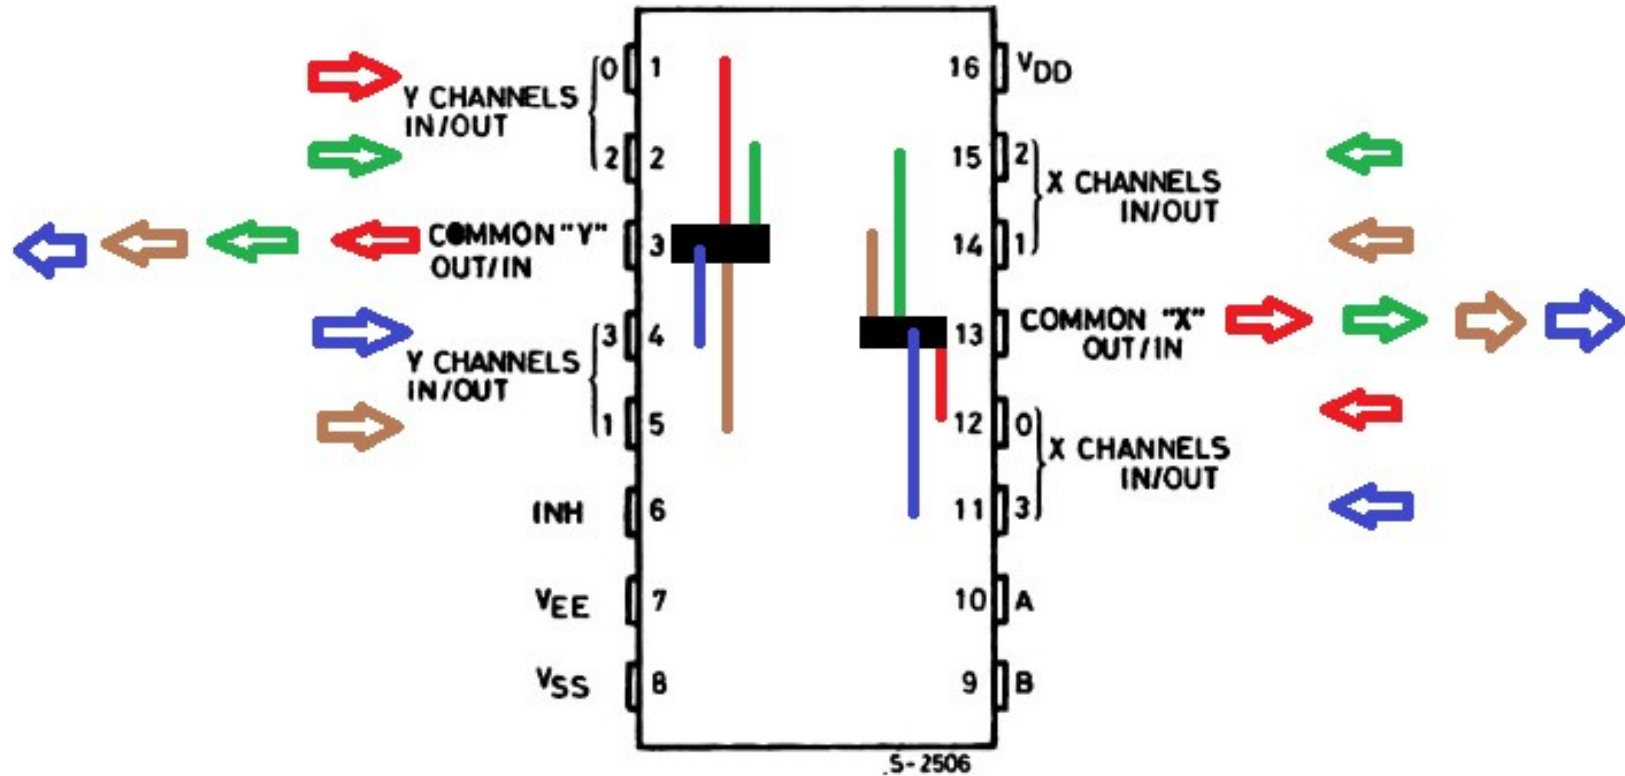 0 1
Y CHANNELS
IN/OUT
2 2
COMMON "Y" 3
OUT/IN
3 4
Y CHANNELS
IN/OUT
1 5
INH 6
VEE 7
VSS 8
16 VDD
15 2
X CHANNELS
IN/OUT
14 1
13 COMMON "X"
OUT/IN
12 0
X CHANNELS
IN/OUT
11 3
10 A
9 B
S-2506